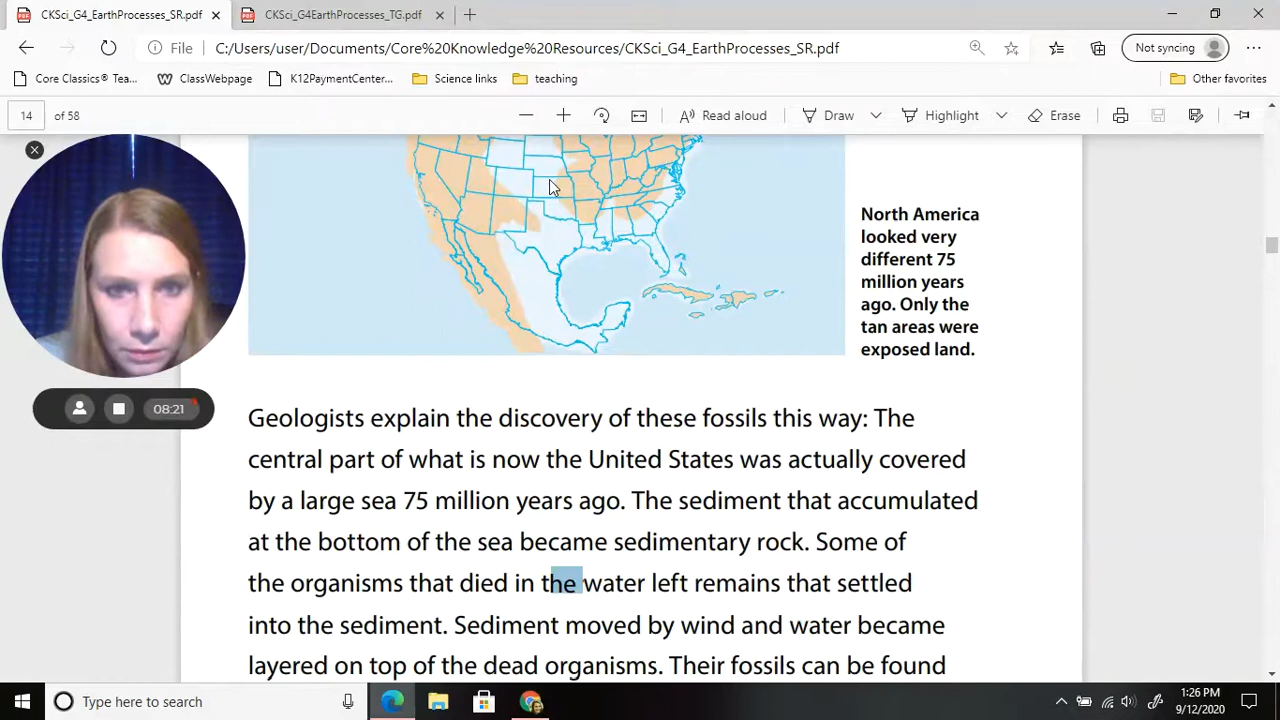 CKSci_G4_EarthProcesses_SR.pdf
CKSci_G4EarthProcesses_TG.pdf
File C:/Users/user/Documents/Core%20Knowledge%20Resources/CKSci_G4_EarthProcesses_SR.pdf Not syncing
Core Classics® Tea... ClassWebpage K12PaymentCenter... Science links teaching Other favorites
14 of 58 Read aloud Draw Highlight Erase
North America
looked very
different 75
million years
ago. Only the
tan areas were
exposed land.
08:21
Geologists explain the discovery of these fossils this way: The
central part of what is now the United States was actually covered
by a large sea 75 million years ago. The sediment that accumulated
at the bottom of the sea became sedimentary rock. Some of
the organisms that died in the water left remains that settled
into the sediment. Sediment moved by wind and water became
layered on top of the dead organisms. Their fossils can be found
Type here to search
1:26 PM
9/12/2020